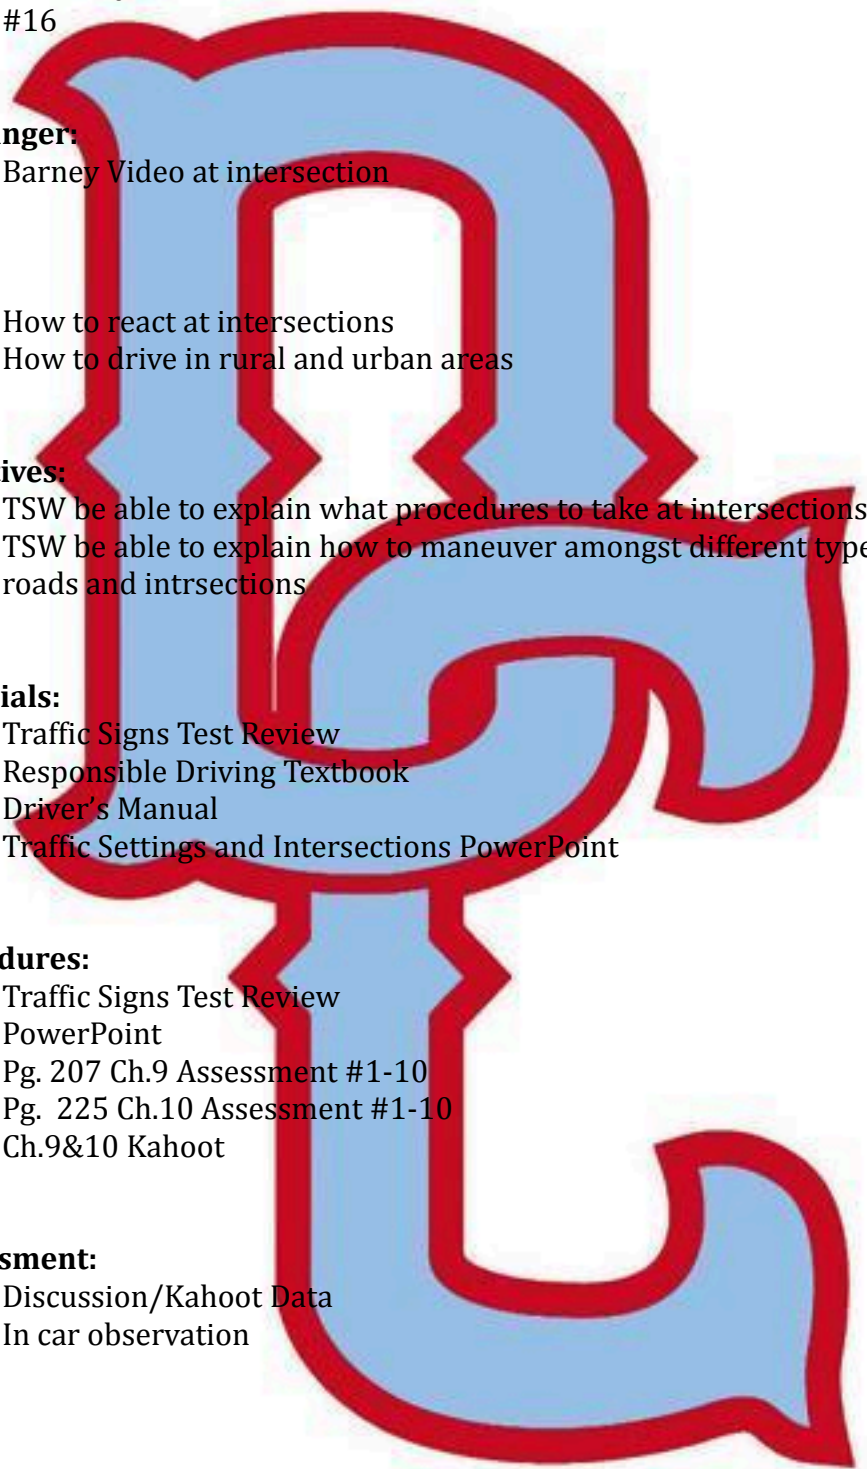 #16
nger:
Barney Video at intersection
How to react at intersections
How to drive in rural and urban areas
tives:
TSW be able to explain what procedures to take at intersections
TSW be able to explain how to maneuver amongst different type
roads and intrsections
ials:
Traffic Signs Test Review
Responsible Driving Textbook
Driver’s Manual
Traffic Settings and Intersections PowerPoint
dures:
Traffic Signs Test Review
PowerPoint
Pg. 207 Ch.9 Assessment #1-10
Pg.  225 Ch.10 Assessment #1-10
Ch.9&10 Kahoot
sment:
Discussion/Kahoot Data
In car observation